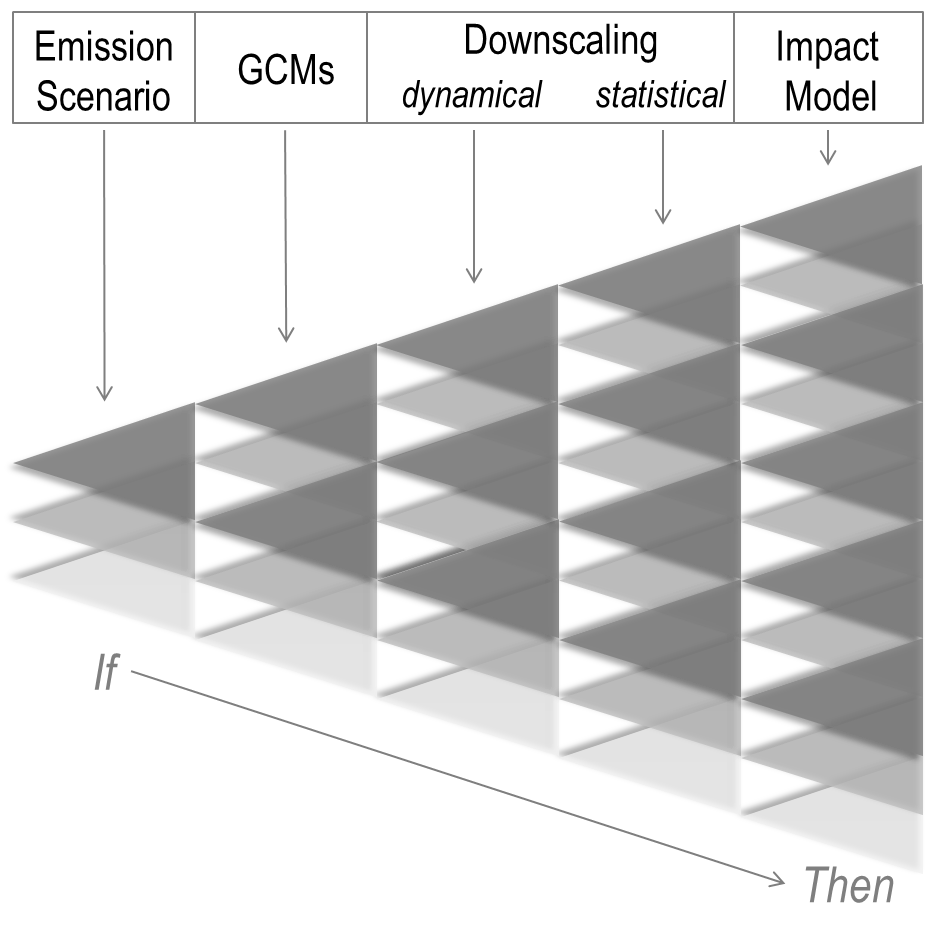 Emission
Scenario
GCMs
Downscaling
dynamical statistical
Impact
Model
If
Then